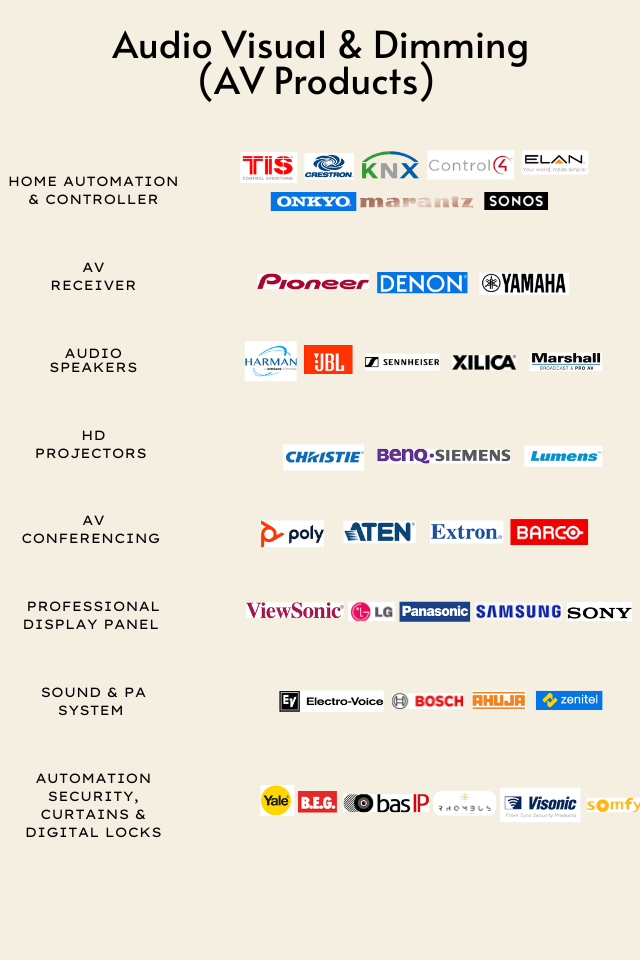 Audio Visual & Dimming
(AV Products)
HOME AUTOMATION
& CONTROLLER
TIS CRESTRON KNX Control4 ELAN
CONTROL EVERYTHING Your world, made simple
ONKYO marantz SONOS
AV
RECEIVER
Pioneer DENON YAMAHA
AUDIO
SPEAKERS
HARMAN JBL SENNHEISER XILICA Marshall
BROADCAST & PRO AV
HD
PROJECTORS
CHRISTIE BenQ·SIEMENS Lumens
AV
CONFERENCING
poly ATEN Extron BARCO
PROFESSIONAL
DISPLAY PANEL
ViewSonic LG Panasonic SAMSUNG SONY
SOUND & PA
SYSTEM
EV Electro-Voice BOSCH AHUJA zenitel
AUTOMATION
SECURITY,
CURTAINS &
DIGITAL LOCKS
Yale B.E.G. basIP RHOMBUS Visonic somfy
From Tyco Security Products